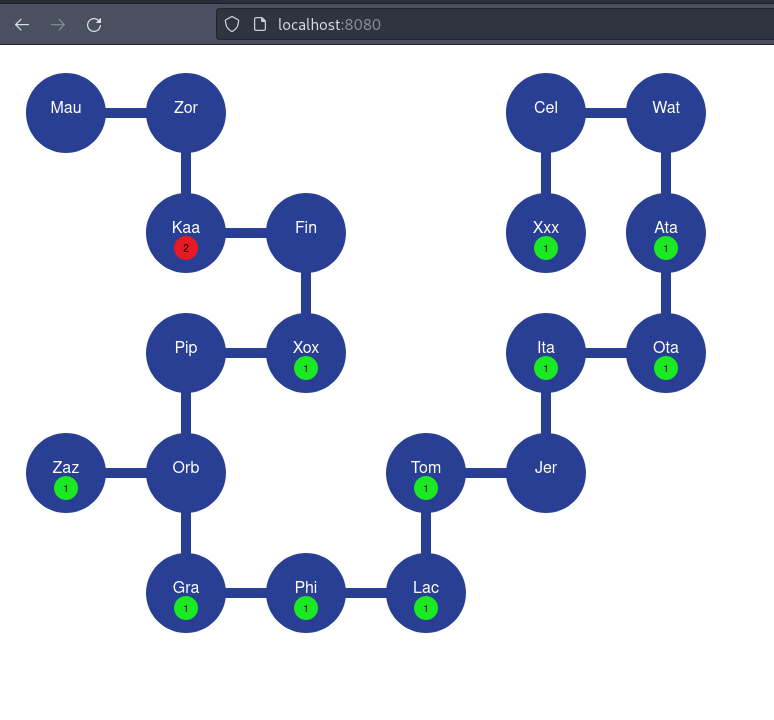 localhost:8080
Mau Zor Cel Wat
Kaa Fin Xxx Ata
2 1 1
Pip Xox Ita Ota
1 1 1
Zaz Orb Tom Jer
1 1
Gra Phi Lac
1 1 1